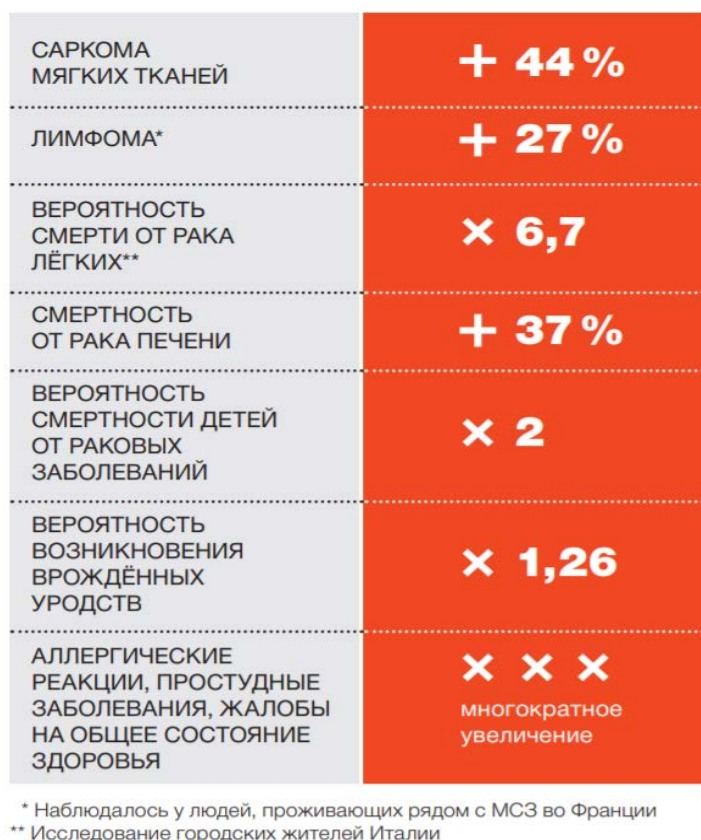 САРКОМА
МЯГКИХ ТКАНЕЙ
+ 44 %
ЛИМФОМА*
+ 27 %
ВЕРОЯТНОСТЬ
СМЕРТИ ОТ РАКА
ЛЁГКИХ**
× 6,7
СМЕРТНОСТЬ
ОТ РАКА ПЕЧЕНИ
+ 37 %
ВЕРОЯТНОСТЬ
СМЕРТНОСТИ ДЕТЕЙ
ОТ РАКОВЫХ
ЗАБОЛЕВАНИЙ
× 2
ВЕРОЯТНОСТЬ
ВОЗНИКНОВЕНИЯ
ВРОЖДЁННЫХ
УРОДСТВ
× 1,26
АЛЛЕРГИЧЕСКИЕ
РЕАКЦИИ, ПРОСТУДНЫЕ
ЗАБОЛЕВАНИЯ, ЖАЛОБЫ
НА ОБЩЕЕ СОСТОЯНИЕ
ЗДОРОВЬЯ
× × ×
многократное
увеличение
* Наблюдалось у людей, проживающих рядом с МСЗ во Франции
** Исследование городских жителей Италии